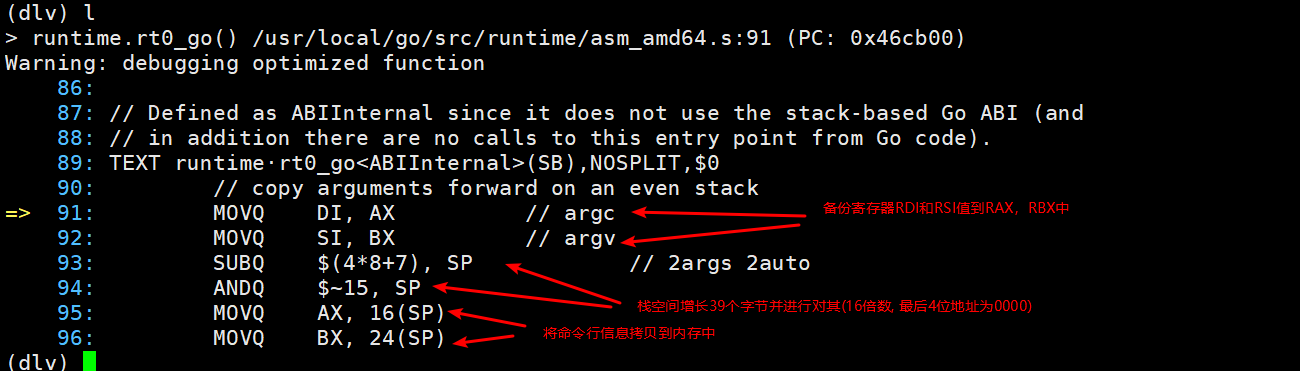 (dlv) l
> runtime.rt0_go() /usr/local/go/src/runtime/asm_amd64.s:91 (PC: 0x46cb00)
Warning: debugging optimized function
86:
87: // Defined as ABIInternal since it does not use the stack-based Go ABI (and
88: // in addition there are no calls to this entry point from Go code).
89: TEXT runtime·rt0_go<ABIInternal>(SB),NOSPLIT,$0
90: // copy arguments forward on an even stack
=> 91: MOVQ DI, AX // argc 备份寄存器RDI和RSI值到RAX，RBX中
92: MOVQ SI, BX // argv
93: SUBQ $(4*8+7), SP // 2args 2auto
94: ANDQ $~15, SP
栈空间增长39个字节并进行对其(16倍数, 最后4位地址为0000)
95: MOVQ AX, 16(SP)
将命令行信息拷贝到内存中
96: MOVQ BX, 24(SP)
(dlv)